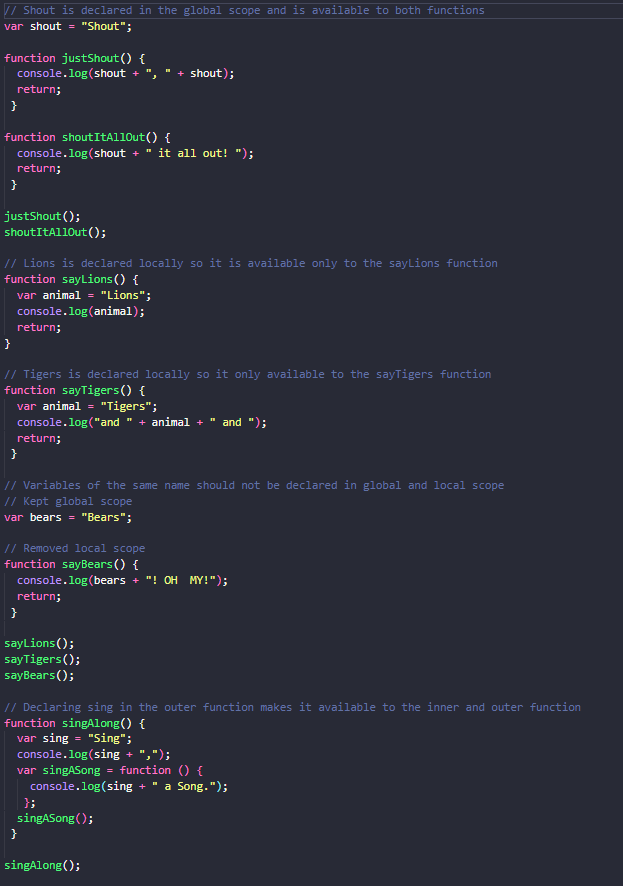 // Shout is declared in the global scope and is available to both functions
var shout = "Shout";
function justShout() {
console.log(shout + ", " + shout);
return;
}
function shoutItAllOut() {
console.log(shout + " it all out! ");
return;
}
justShout();
shoutItAllOut();
// Lions is declared locally so it is available only to the sayLions function
function sayLions() {
var animal = "Lions";
console.log(animal);
return;
}
// Tigers is declared locally so it only available to the sayTigers function
function sayTigers() {
var animal = "Tigers";
console.log("and " + animal + " and ");
return;
}
// Variables of the same name should not be declared in global and local scope
// Kept global scope
var bears = "Bears";
// Removed local scope
function sayBears() {
console.log(bears + "! OH  MY!");
return;
}
sayLions();
sayTigers();
sayBears();
// Declaring sing in the outer function makes it available to the inner and outer function
function singAlong() {
var sing = "Sing";
console.log(sing + ",");
var singASong = function () {
console.log(sing + " a Song.");
};
singASong();
}
singAlong();